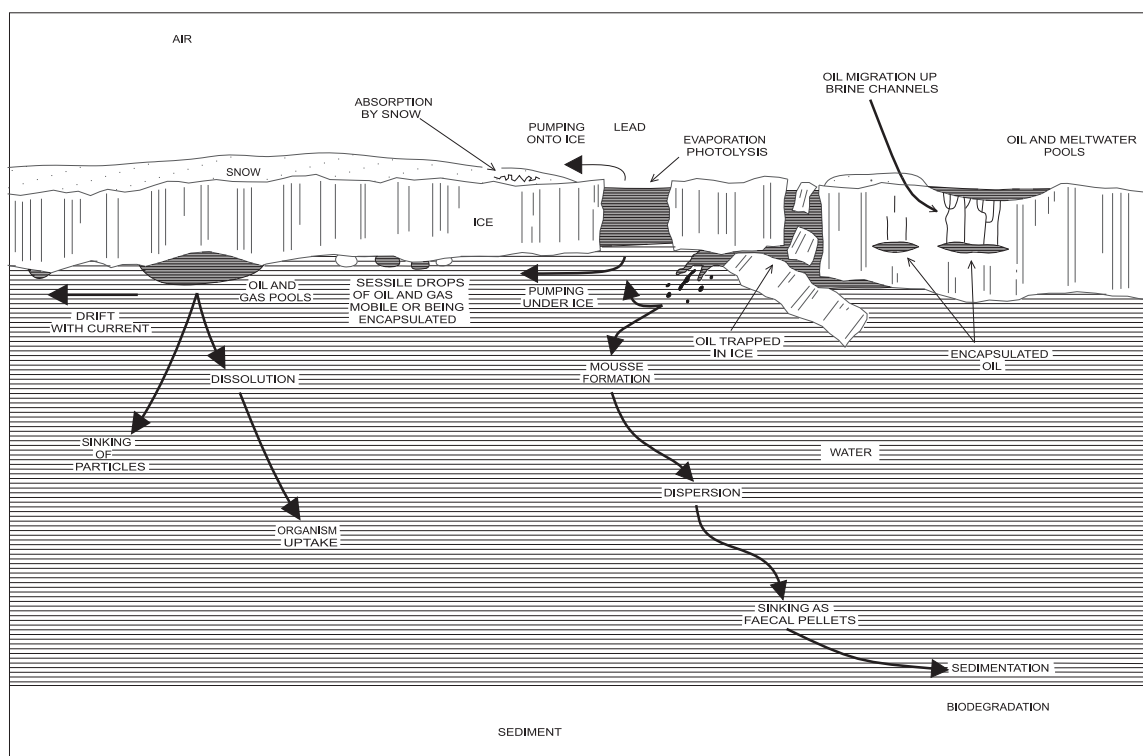 AIR
OIL MIGRATION UP
BRINE CHANNELS
ABSORPTION
BY SNOW
PUMPING
ONTO ICE
LEAD
EVAPORATION
PHOTOLYSIS
OIL AND MELTWATER
POOLS
SNOW
ICE
OIL AND
GAS POOLS
SESSILE DROPS
OF OIL AND GAS
MOBILE OR BEING
ENCAPSULATED
PUMPING
UNDER ICE
DRIFT
WITH CURRENT
OIL TRAPPED
IN ICE
ENCAPSULATED
OIL
DISSOLUTION
MOUSSE
FORMATION
SINKING
OF
PARTICLES
WATER
DISPERSION
ORGANISM
UPTAKE
SINKING AS
FAECAL PELLETS
SEDIMENTATION
BIODEGRADATION
SEDIMENT